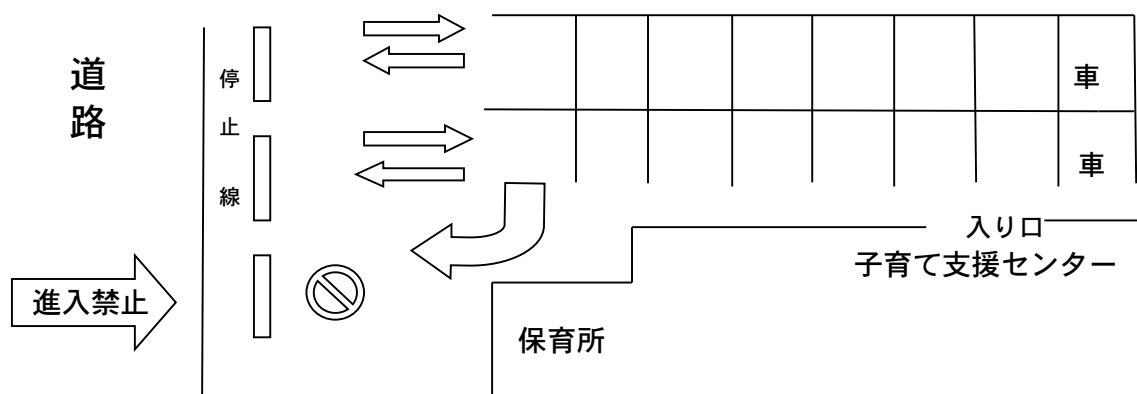 道路
停止線
進入禁止
車
車
入り口
子育て支援センター
保育所